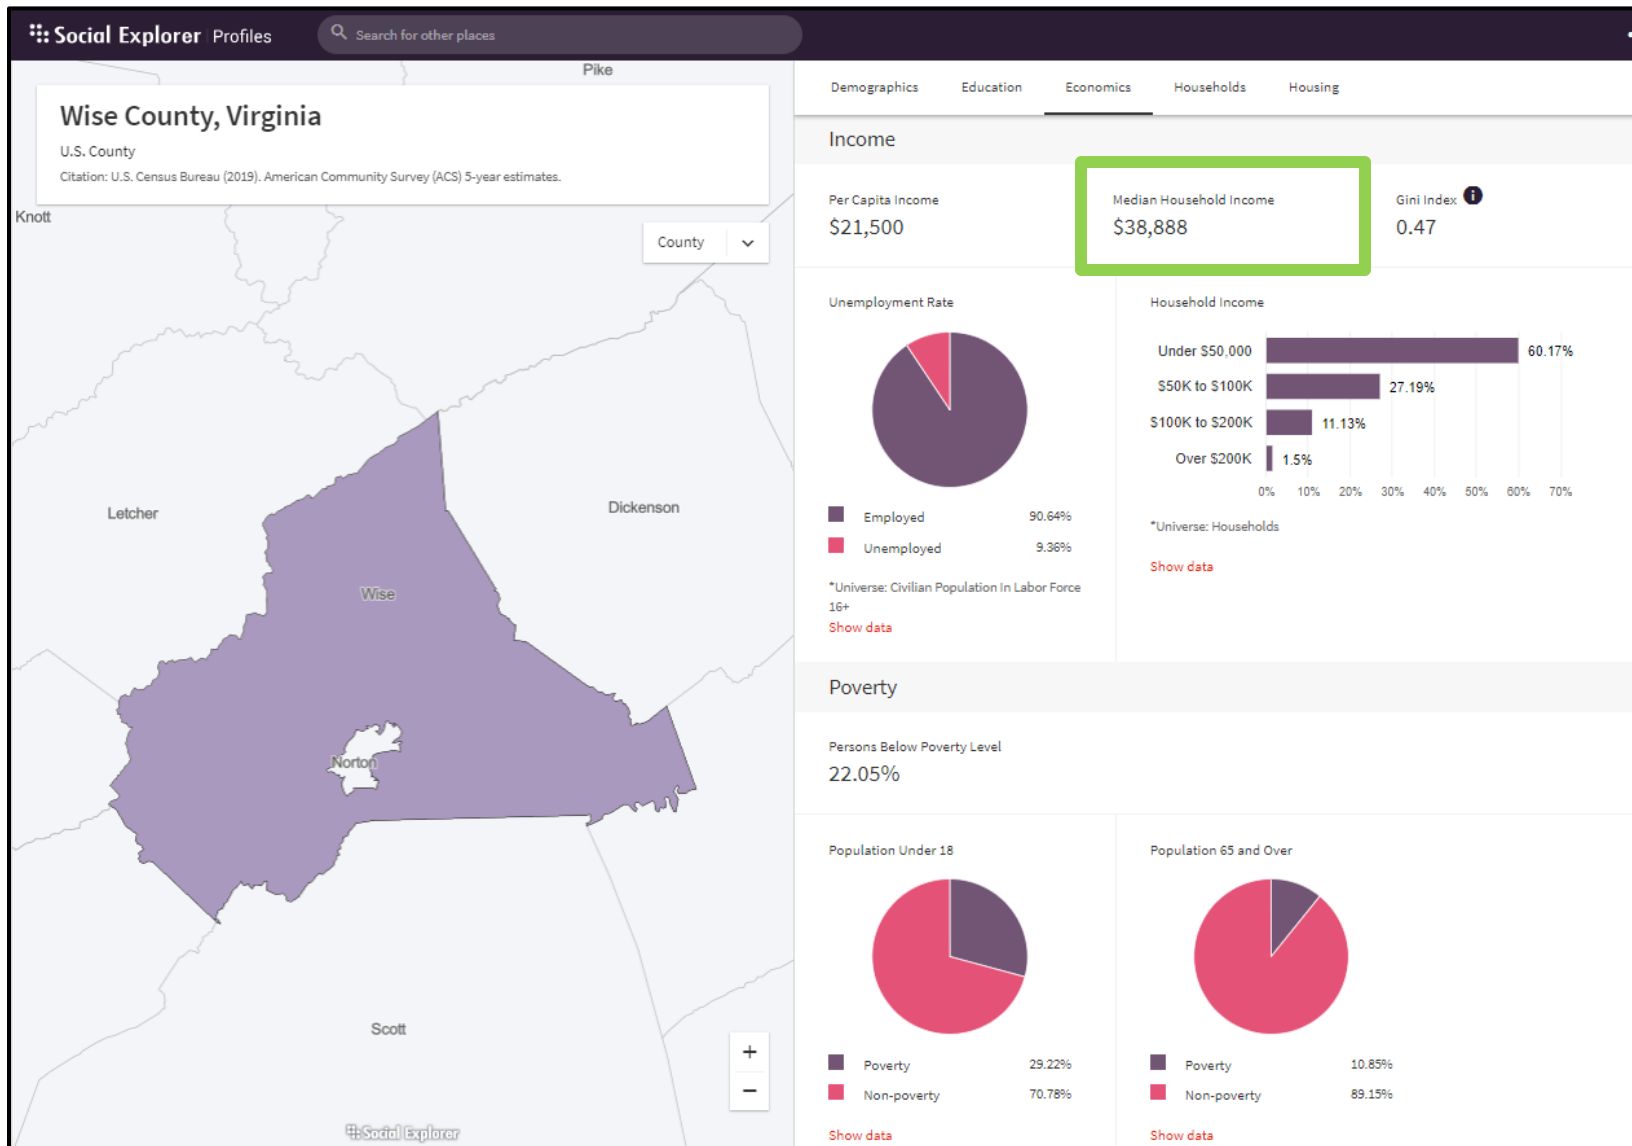 Social Explorer Profiles
Search for other places
Wise County, Virginia
U.S. County
Citation: U.S. Census Bureau (2019). American Community Survey (ACS) 5-year estimates.
County
Pike
Knott
Letcher
Dickenson
Wise
Norton
Scott
+
−
Social Explorer
Demographics Education Economics Households Housing
Income
Per Capita Income
$21,500
Median Household Income
$38,888
Gini Index i
0.47
Unemployment Rate
Employed 90.64%
Unemployed 9.36%
*Universe: Civilian Population In Labor Force
16+
Show data
Household Income
Under $50,000 60.17%
$50K to $100K 27.19%
$100K to $200K 11.13%
Over $200K 1.5%
0% 10% 20% 30% 40% 50% 60% 70%
*Universe: Households
Show data
Poverty
Persons Below Poverty Level
22.05%
Population Under 18
Poverty 29.22%
Non-poverty 70.78%
Show data
Population 65 and Over
Poverty 10.85%
Non-poverty 89.15%
Show data